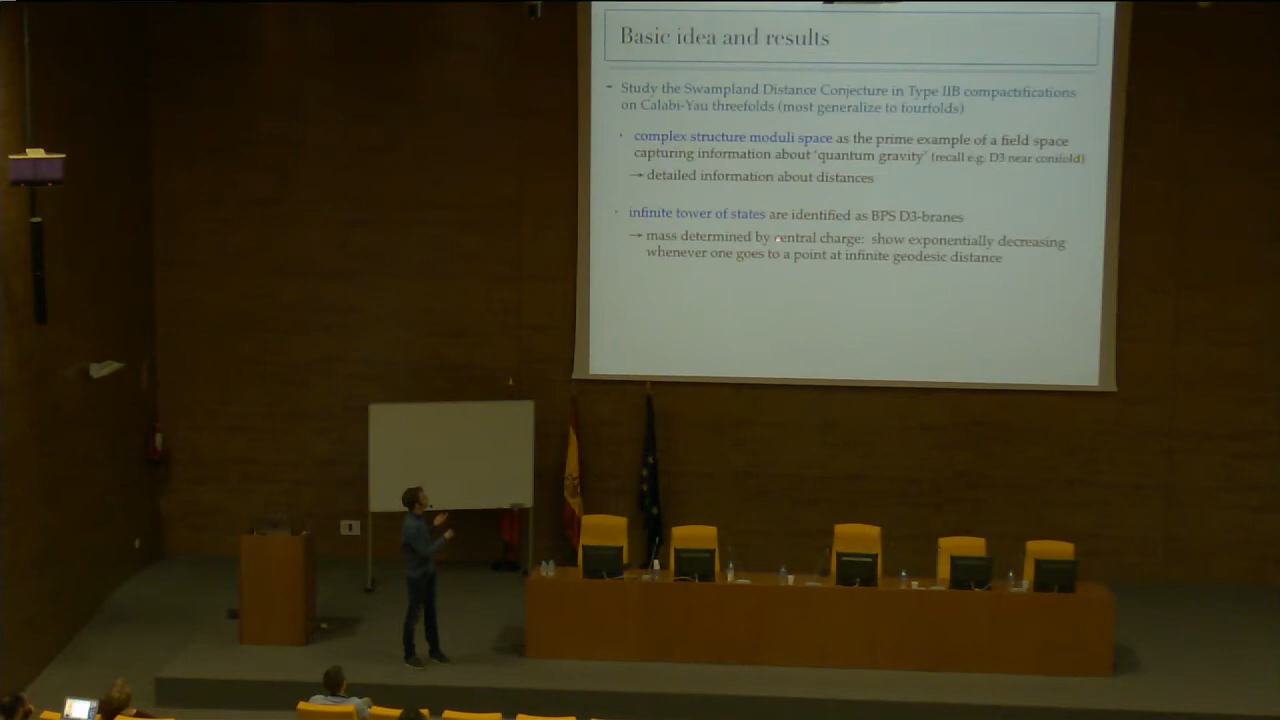 Basic idea and results
- Study the Swampland Distance Conjecture in Type IIB compactifications
on Calabi-Yau threefolds (most generalize to fourfolds)
· complex structure moduli space as the prime example of a field space
capturing information about 'quantum gravity' (recall e.g. D3 near conifold)
→ detailed information about distances
· infinite tower of states are identified as BPS D3-branes
→ mass determined by central charge: show exponentially decreasing
whenever one goes to a point at infinite geodesic distance